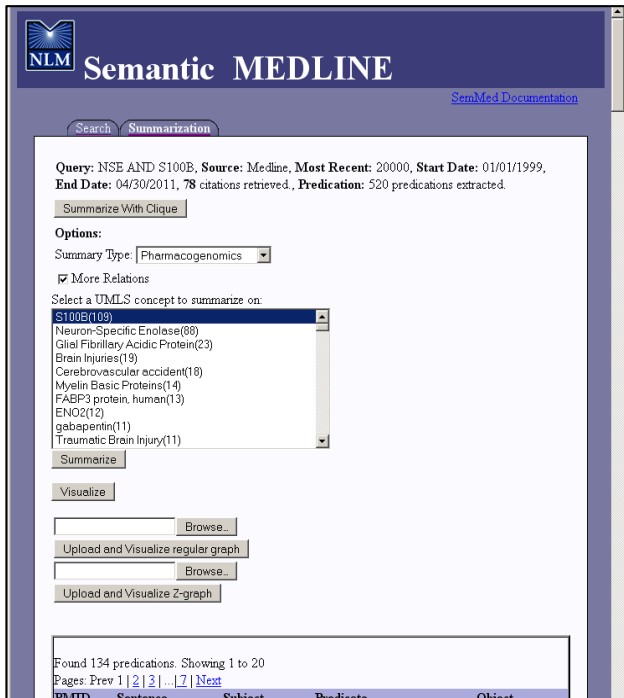 NLM
Semantic MEDLINE
SemMed Documentation
Search Summarization
Query: NSE AND S100B, Source: Medline, Most Recent: 20000, Start Date: 01/01/1999,
End Date: 04/30/2011, 78 citations retrieved., Predication: 520 predications extracted.
Summarize With Clique
Options:
Summary Type: Pharmacogenomics
More Relations
Select a UMLS concept to summarize on:
S100B(109)
Neuron-Specific Enolase(88)
Glial Fibrillary Acidic Protein(23)
Brain Injuries(19)
Cerebrovascular accident(18)
Myelin Basic Proteins(14)
FABP3 protein, human(13)
ENO2(12)
gabapentin(11)
Traumatic Brain Injury(11)
Summarize
Visualize
Browse...
Upload and Visualize regular graph
Browse...
Upload and Visualize Z-graph
Found 134 predications. Showing 1 to 20
Pages: Prev 1 | 2 | 3 | ...| 7 | Next
PMID Sentence Subject Predicate Object